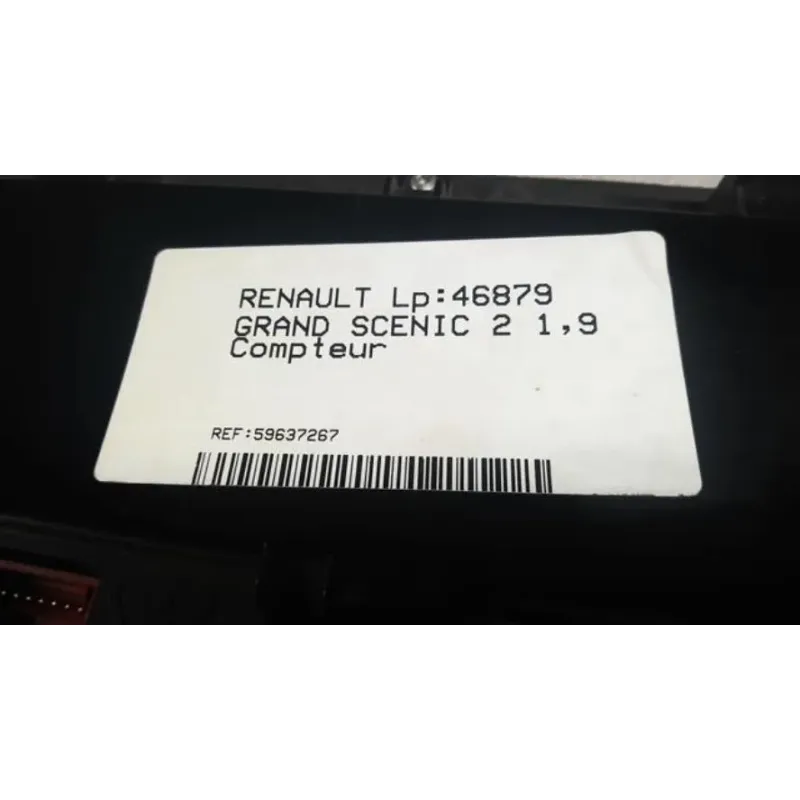 RENAULT Lp:46879
GRAND SCENIC 2 1,9
Compteur
REF:59637267